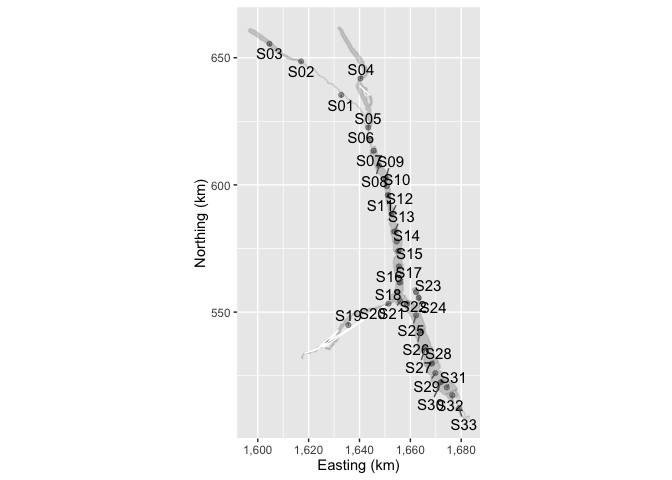 650
600
550
Northing (km)
S03
S02
S04
S01
S05
S06
S07
S09
S08
S10
S12
S11
S13
S14
S15
S17
S16
S23
S18
S22
S24
S19
S20
S21
S25
S26
S28
S27
S31
S29
S30
S32
S33
1,600
1,620
1,640
1,660
1,680
Easting (km)